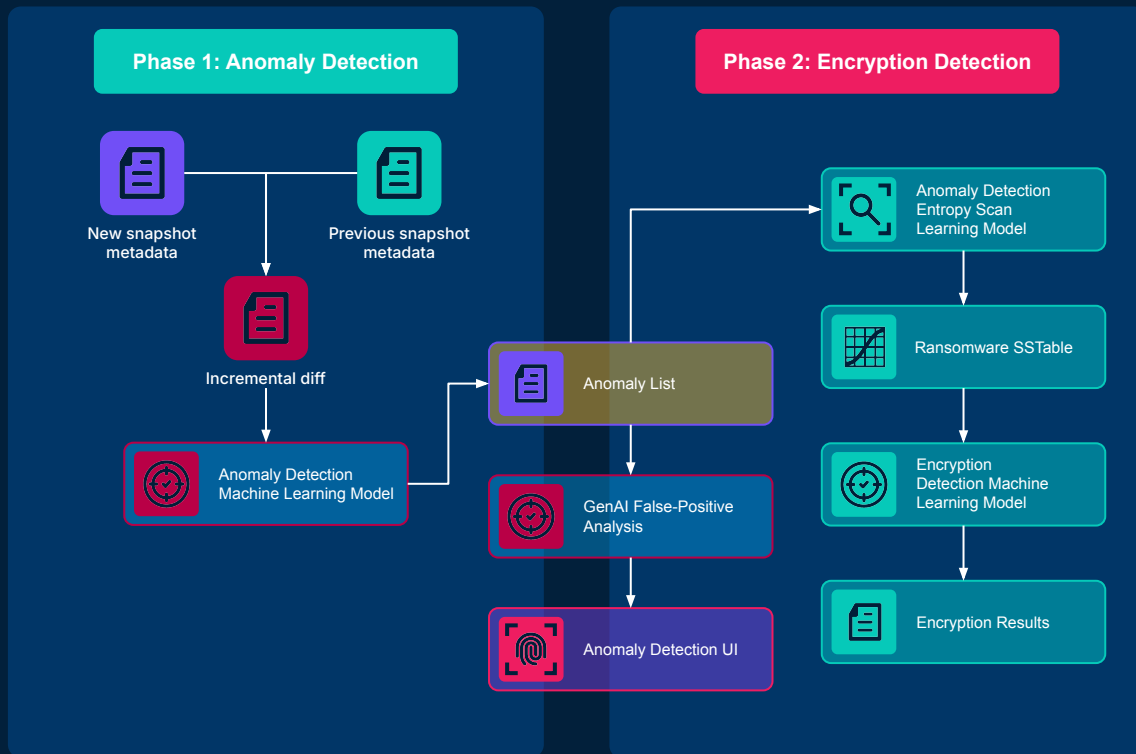 Phase 1: Anomaly Detection
New snapshot
metadata
Previous snapshot
metadata
Incremental diff
Anomaly Detection
Machine Learning Model
Anomaly List
GenAI False-Positive
Analysis
Anomaly Detection UI
Phase 2: Encryption Detection
Anomaly Detection
Entropy Scan
Learning Model
Ransomware SSTable
Encryption
Detection Machine
Learning Model
Encryption Results